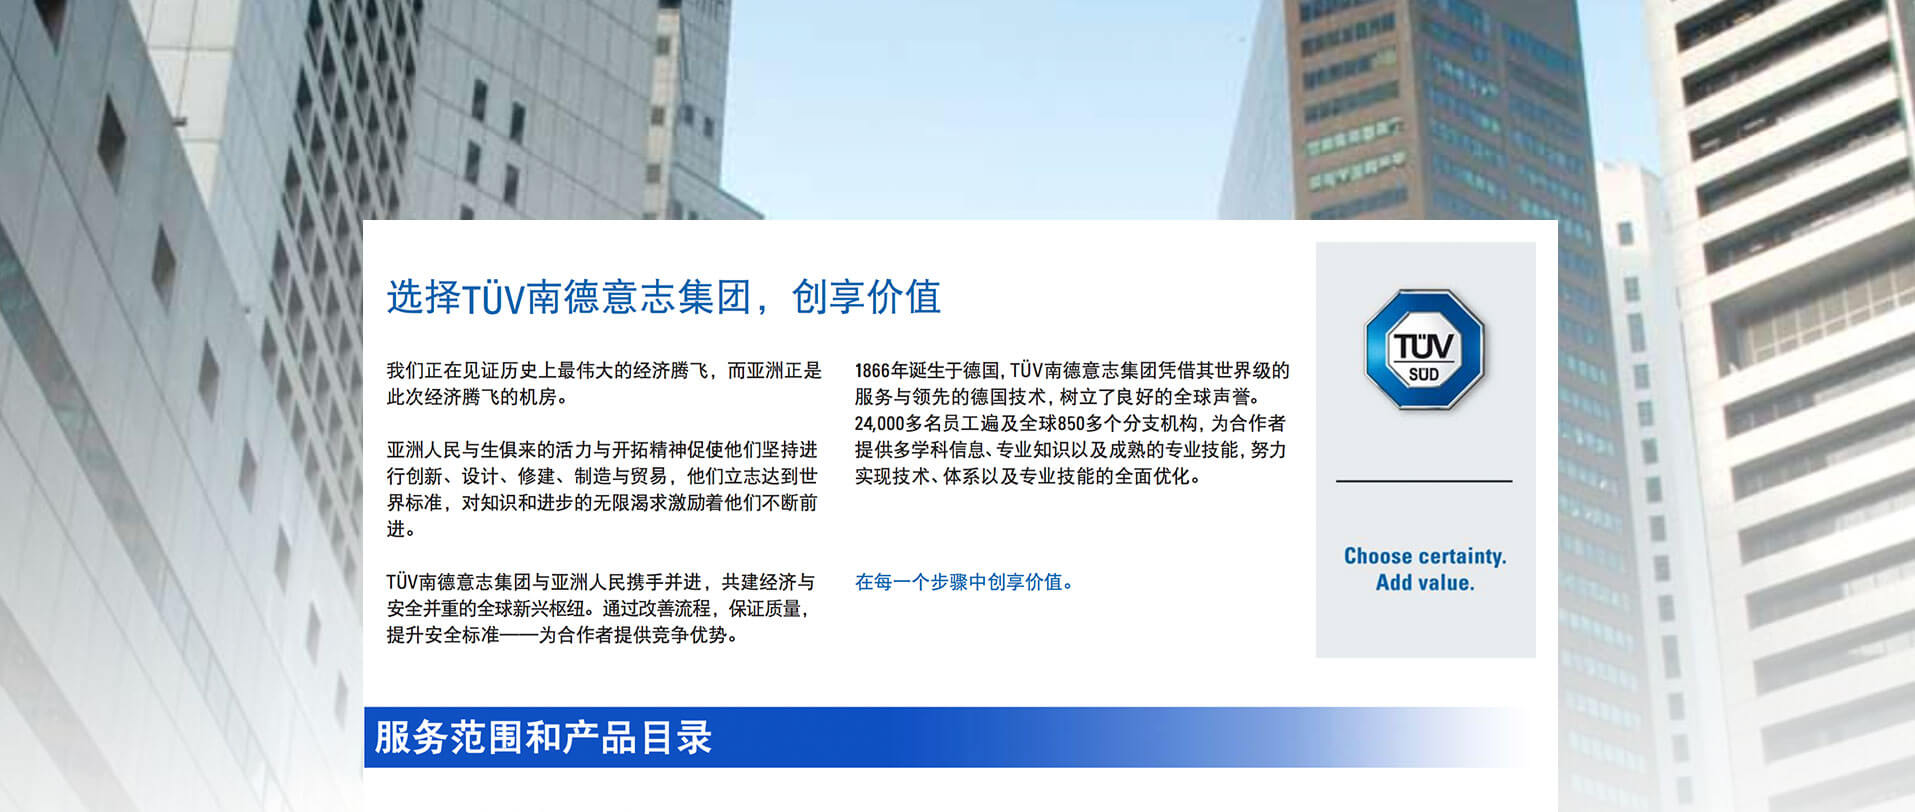 选择TÜV南德意志集团，创享价值
我们正在见证历史上最伟大的经济腾飞，而亚洲正是
此次经济腾飞的机房。
亚洲人民与生俱来的活力与开拓精神促使他们坚持进
行创新、设计、修建、制造与贸易，他们立志达到世
界标准，对知识和进步的无限渴求激励着他们不断前
进。
TÜV南德意志集团与亚洲人民携手并进，共建经济与
安全并重的全球新兴枢纽。通过改善流程，保证质量，
提升安全标准——为合作者提供竞争优势。
1866年诞生于德国，TÜV南德意志集团凭借其世界级的
服务与领先的德国技术，树立了良好的全球声誉。
24,000多名员工遍及全球850多个分支机构，为合作者
提供多学科信息、专业知识以及成熟的专业技能，努力
实现技术、体系以及专业技能的全面优化。
在每一个步骤中创享价值。
TÜV
SÜD
Choose certainty.
Add value.
服务范围和产品目录